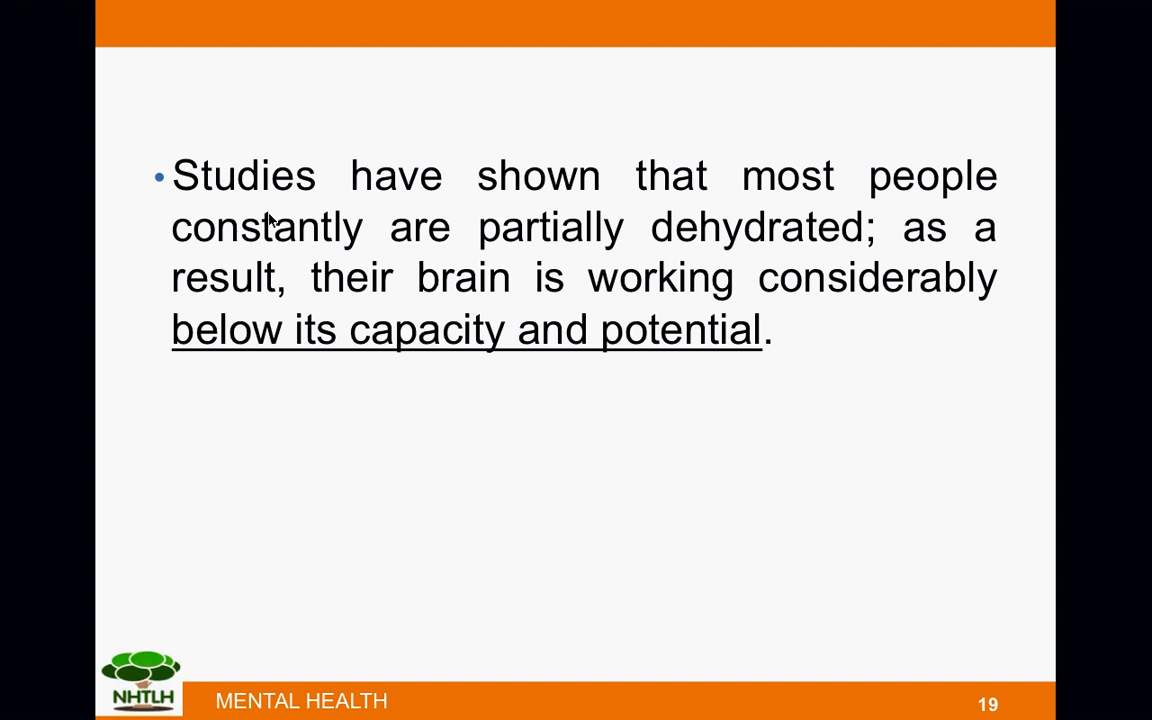 • Studies have shown that most people
constantly are partially dehydrated; as a
result, their brain is working considerably
below its capacity and potential.
NHTLH
MENTAL HEALTH
19